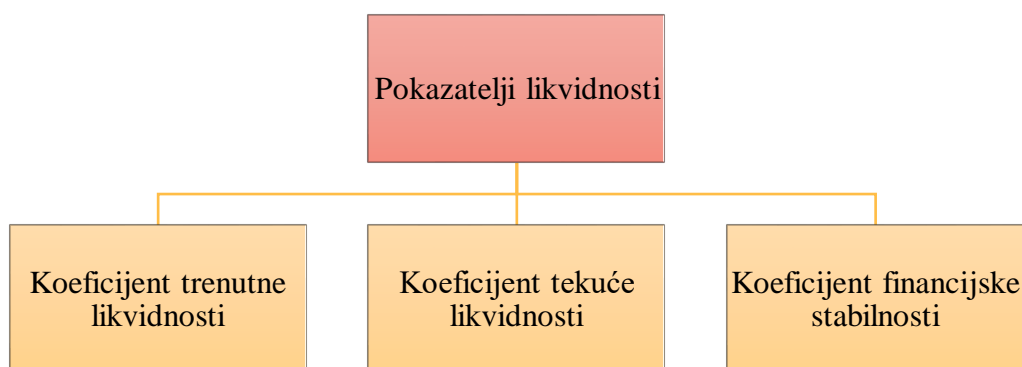 Pokazatelji likvidnosti
Koeficijent trenutne
likvidnosti
Koeficijent tekuće
likvidnosti
Koeficijent financijske
stabilnosti